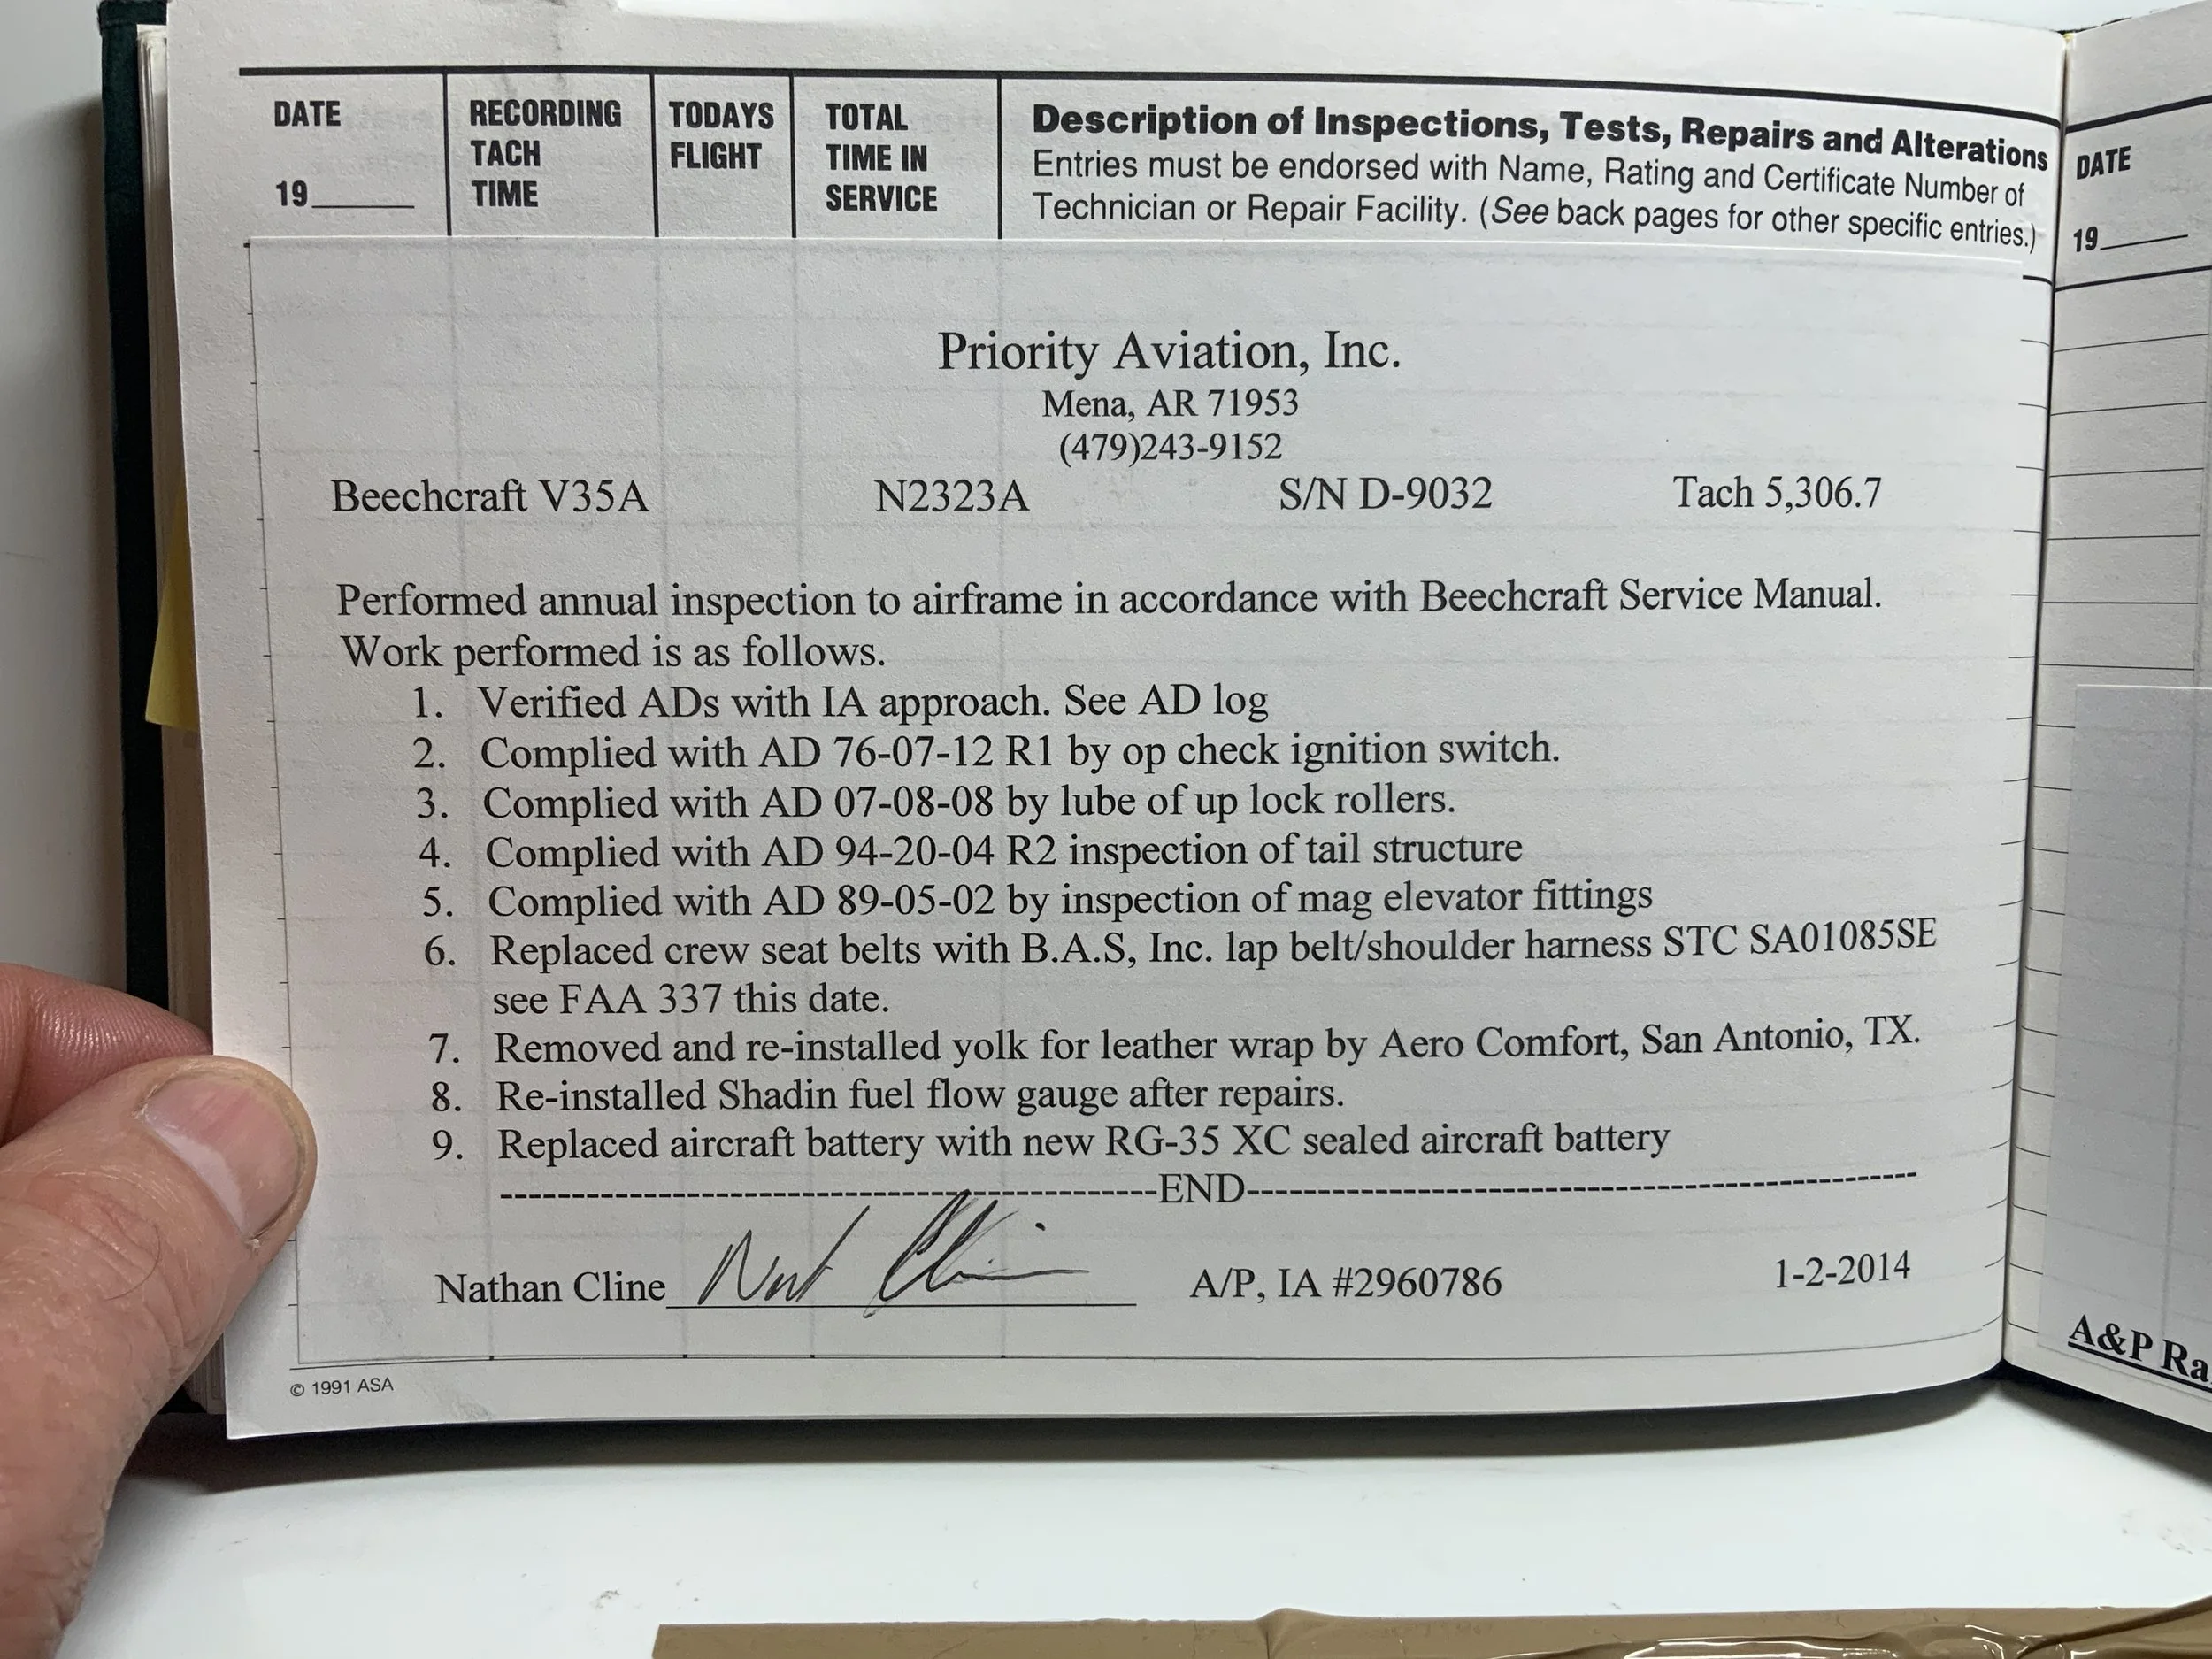 DATE
19
RECORDING
TACH
TIME
TODAYS
FLIGHT
TOTAL
TIME IN
SERVICE
Description of Inspections, Tests, Repairs and Alterations
Entries must be endorsed with Name, Rating and Certificate Number of
Technician or Repair Facility. (See back pages for other specific entries.)
Priority Aviation, Inc.
Mena, AR 71953
(479)243-9152
Beechcraft V35A N2323A S/N D-9032 Tach 5,306.7
Performed annual inspection to airframe in accordance with Beechcraft Service Manual.
Work performed is as follows.
1. Verified ADs with IA approach. See AD log
2. Complied with AD 76-07-12 R1 by op check ignition switch.
3. Complied with AD 07-08-08 by lube of up lock rollers.
4. Complied with AD 94-20-04 R2 inspection of tail structure
5. Complied with AD 89-05-02 by inspection of mag elevator fittings
6. Replaced crew seat belts with B.A.S, Inc. lap belt/shoulder harness STC SA01085SE
see FAA 337 this date.
7. Removed and re-installed yolk for leather wrap by Aero Comfort, San Antonio, TX.
8. Re-installed Shadin fuel flow gauge after repairs.
9. Replaced aircraft battery with new RG-35 XC sealed aircraft battery
----------------------------------------------END----------------------------------------------
Nathan Cline A/P, IA #2960786 1-2-2014
© 1991 ASA
DATE
19
A&P Ra